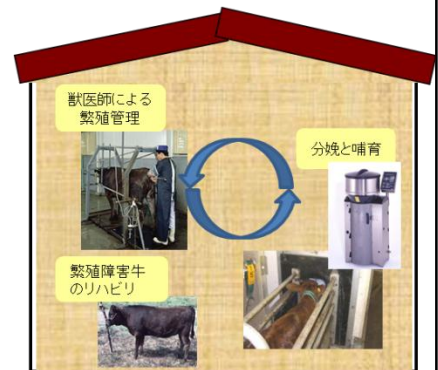 獣医師による
繁殖管理
分娩と哺育
繁殖障害牛
のリハビリ